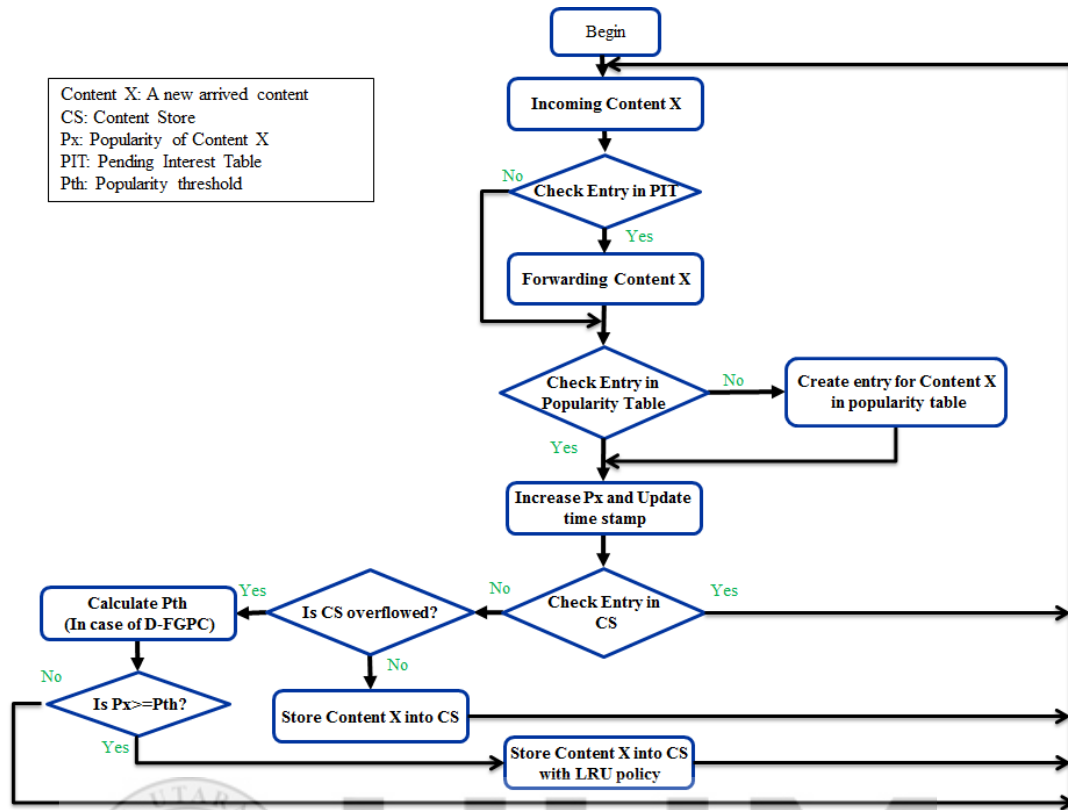 Begin
Content X: A new arrived content
CS: Content Store
Px: Popularity of Content X
PIT: Pending Interest Table
Pth: Popularity threshold
Incoming Content X
No
Check Entry in PIT
Yes
Forwarding Content X
Check Entry in
Popularity Table
No
Create entry for Content X
in popularity table
Yes
Increase Px and Update
time stamp
Calculate Pth
(In case of D-FGPC)
Yes
Is CS overflowed?
No
Check Entry in
CS
Yes
No
No
Is Px>=Pth?
Store Content X into CS
Yes
Store Content X into CS
with LRU policy
UTARA